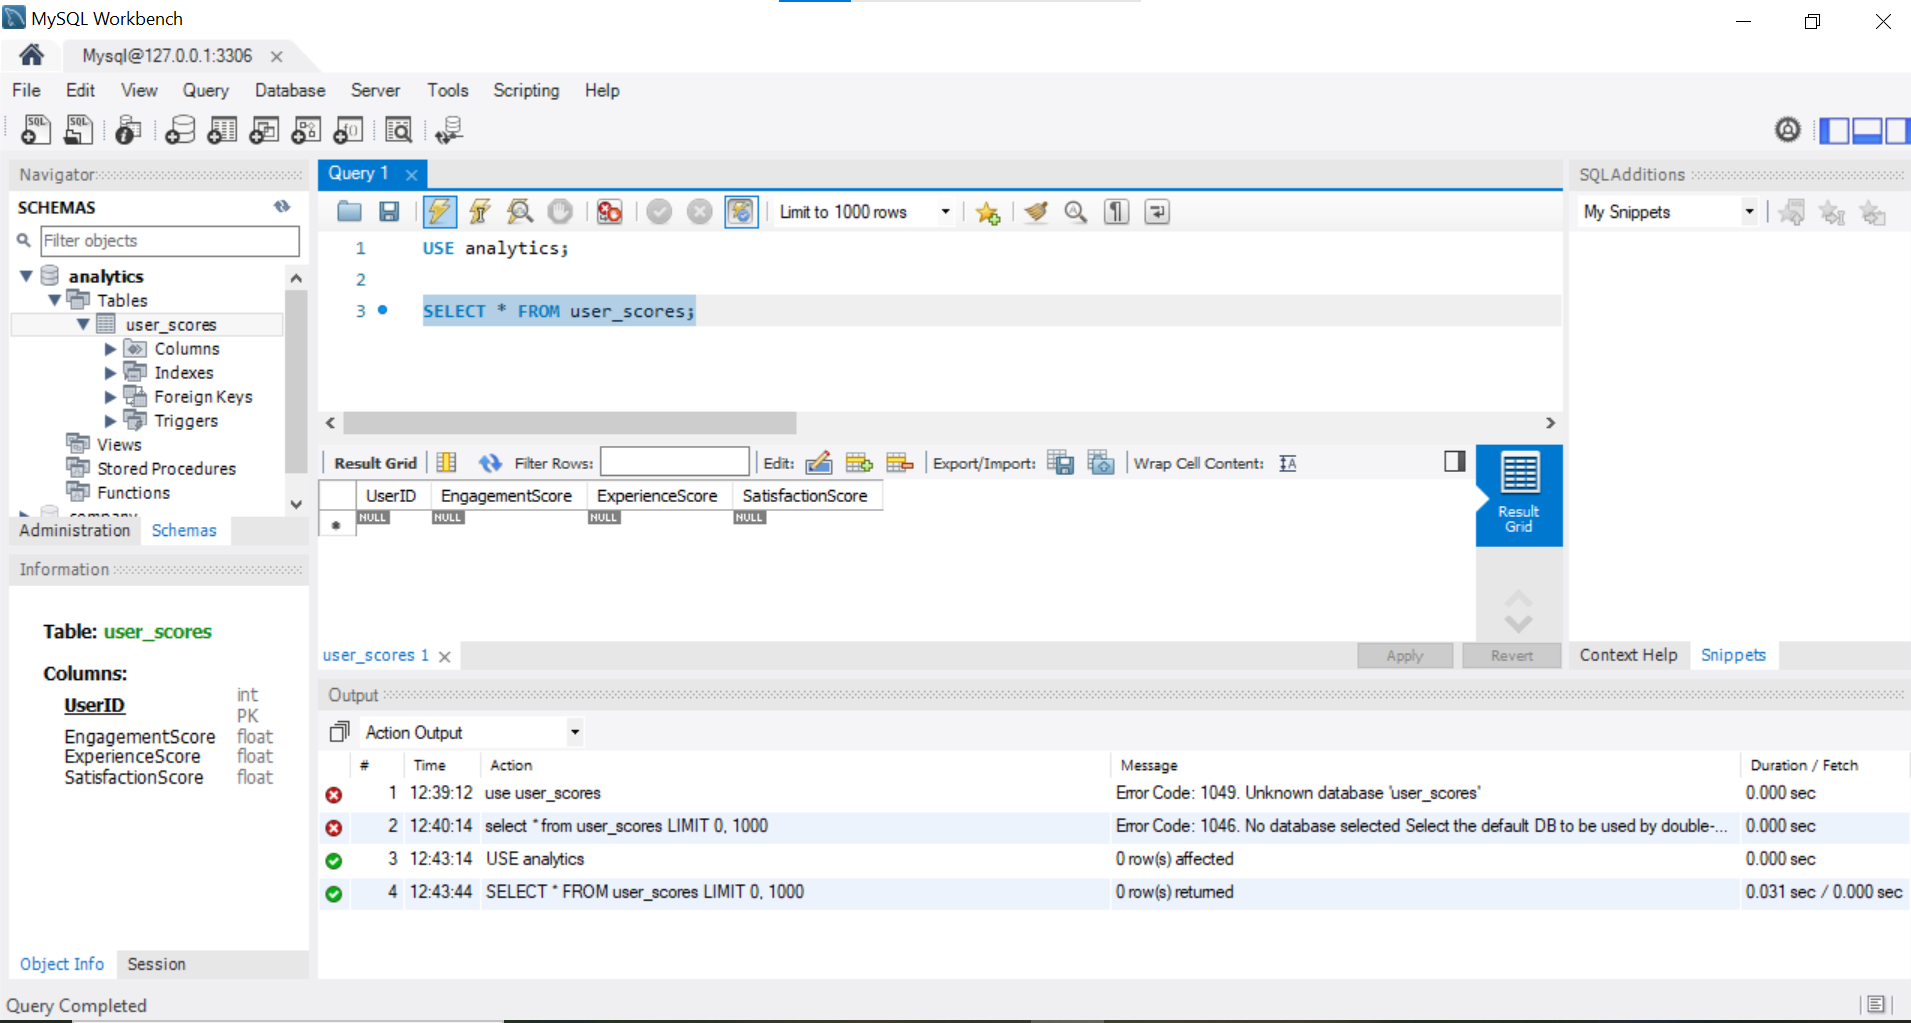 MySQL Workbench
Mysql@127.0.0.1:3306
File Edit View Query Database Server Tools Scripting Help
SQL SQL
Navigator
SCHEMAS
Filter objects
analytics
Tables
user_scores
Columns
Indexes
Foreign Keys
Triggers
Views
Stored Procedures
Functions
company
Administration Schemas
Information
Table: user_scores
Columns:
UserID int
PK
EngagementScore float
ExperienceScore float
SatisfactionScore float
Object Info Session
Query 1
Limit to 1000 rows
1 USE analytics;
2
3 SELECT * FROM user_scores;
Result Grid Filter Rows: Edit: Export/Import: Wrap Cell Content:
UserID EngagementScore ExperienceScore SatisfactionScore
NULL NULL NULL NULL
Result
Grid
user_scores 1 Apply Revert
SQLAdditions
My Snippets
Context Help Snippets
Output
Action Output
# Time Action Message Duration / Fetch
1 12:39:12 use user_scores Error Code: 1049. Unknown database 'user_scores' 0.000 sec
2 12:40:14 select * from user_scores LIMIT 0, 1000 Error Code: 1046. No database selected Select the default DB to be used by double-... 0.000 sec
3 12:43:14 USE analytics 0 row(s) affected 0.000 sec
4 12:43:44 SELECT * FROM user_scores LIMIT 0, 1000 0 row(s) returned 0.031 sec / 0.000 sec
Query Completed